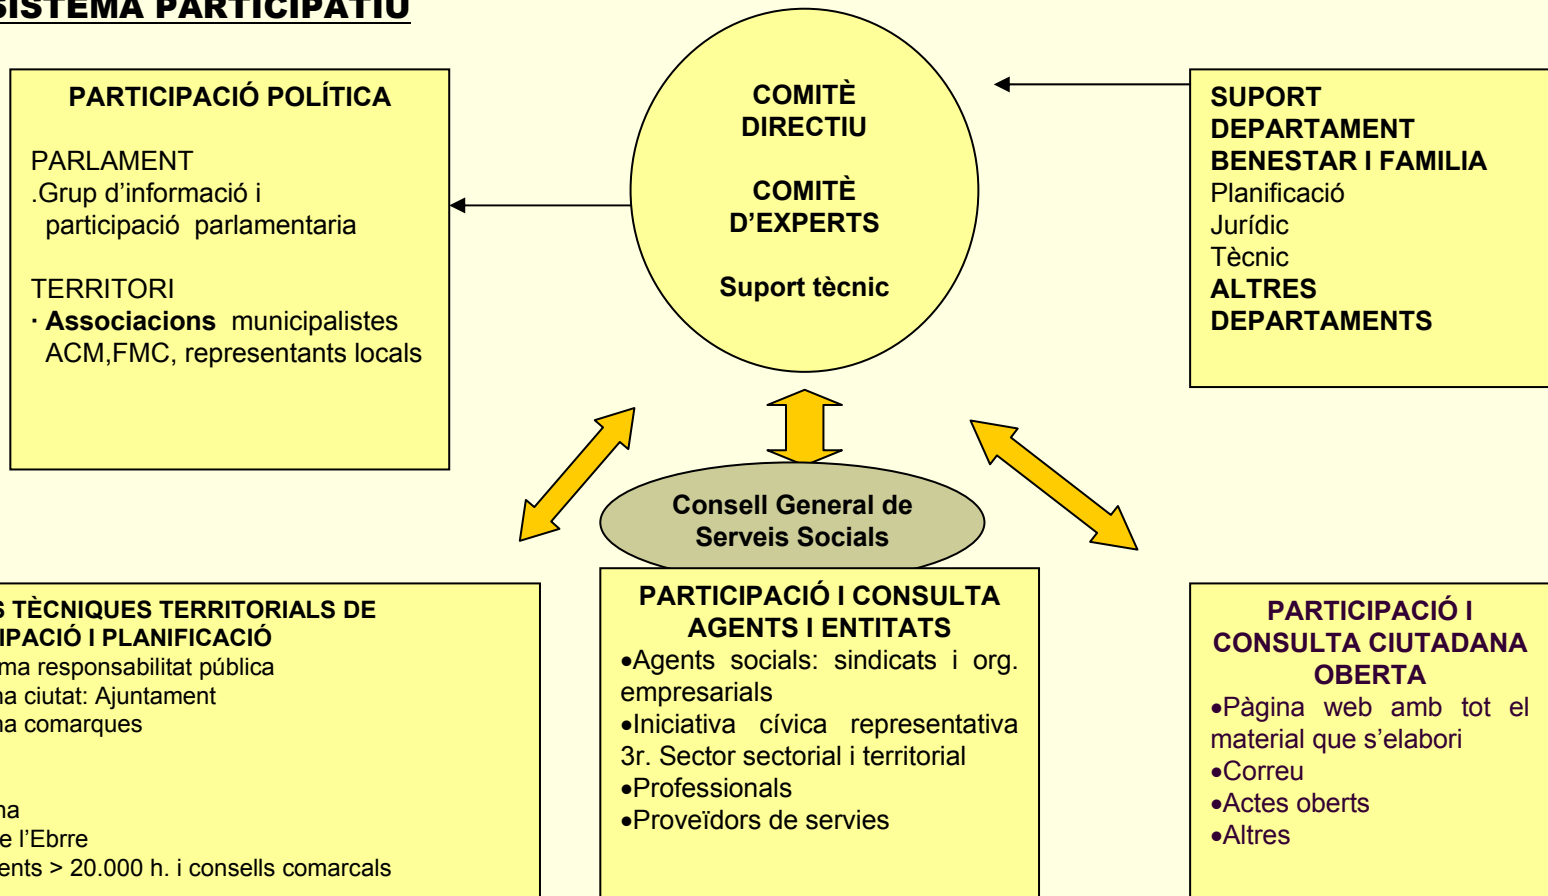 SISTEMA PARTICIPATIU
PARTICIPACIÓ POLÍTICA
PARLAMENT
.Grup d’informació i
participació parlamentaria
TERRITORI
· Associacions municipalistes
ACM,FMC, representants locals
COMITÈ
DIRECTIU
COMITÈ
D’EXPERTS
Suport tècnic
SUPORT
DEPARTAMENT
BENESTAR I FAMILIA
Planificació
Jurídic
Tècnic
ALTRES
DEPARTAMENTS
Consell General de
Serveis Socials
TÈCNIQUES TERRITORIALS DE
I PLANIFICACIÓ
responsabilitat pública
ciutat: Ajuntament
comarques
l’Ebrre
> 20.000 h. i consells comarcals
PARTICIPACIÓ I CONSULTA
AGENTS I ENTITATS
•Agents socials: sindicats i org.
empresarials
•Iniciativa cívica representativa
3r. Sector sectorial i territorial
•Professionals
•Proveïdors de servies
PARTICIPACIÓ I
CONSULTA CIUTADANA
OBERTA
•Pàgina web amb tot el
material que s’elabori
•Correu
•Actes oberts
•Altres